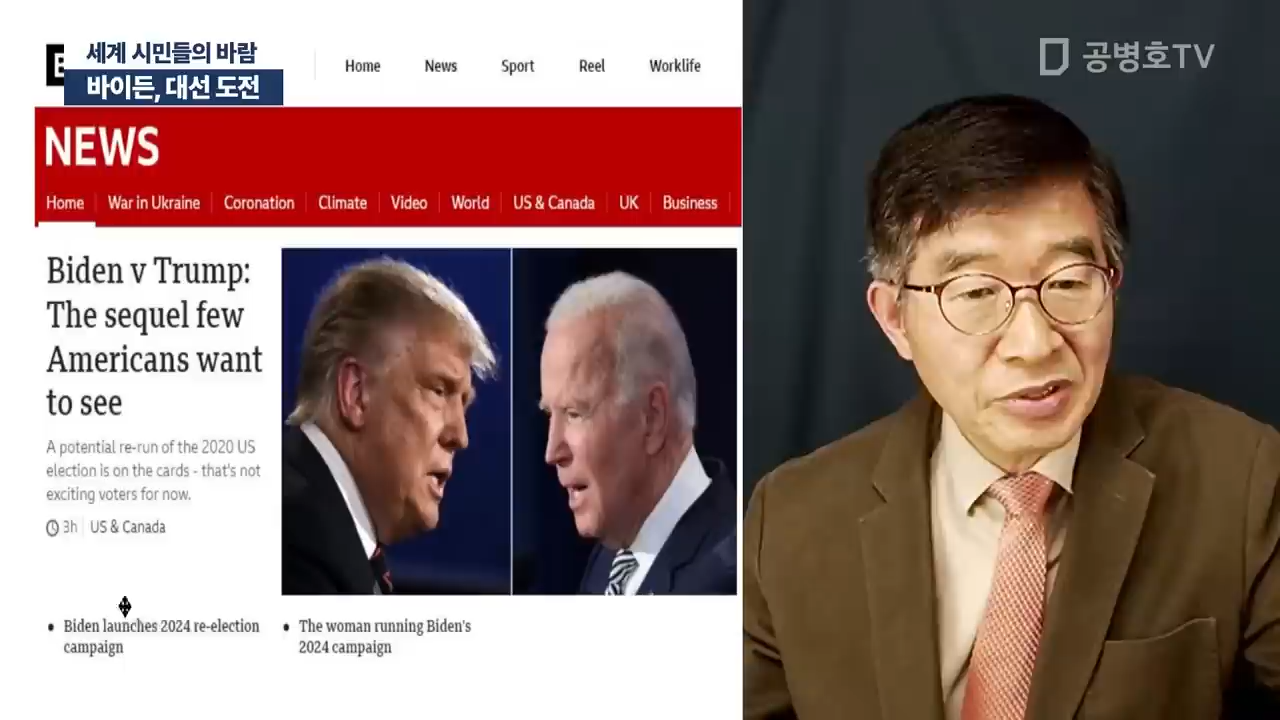 세계 시민들의 바람
바이든, 대선 도전
Home News Sport Reel Worklife
공병호TV
NEWS
Home War in Ukraine Coronation Climate Video World US & Canada UK Business
Biden v Trump:
The sequel few
Americans want
to see
A potential re-run of the 2020 US
election is on the cards - that's not
exciting voters for now.
3h US & Canada
Biden launches 2024 re-election
campaign
The woman running Biden's
2024 campaign